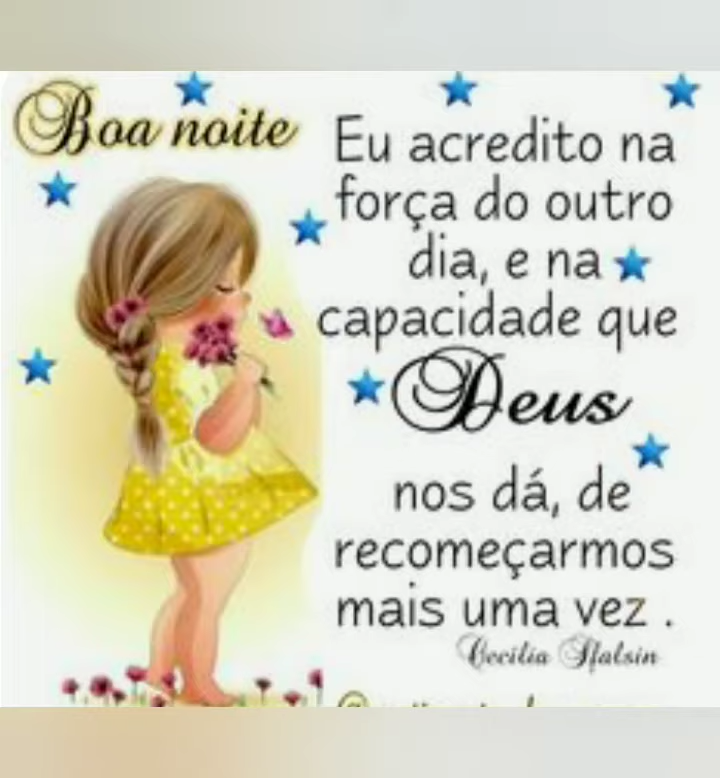 Boa noite
Eu acredito na
força do outro
dia, e na
capacidade que
Deus
nos dá, de
recomeçarmos
mais uma vez .
Cecilia Sfalsin